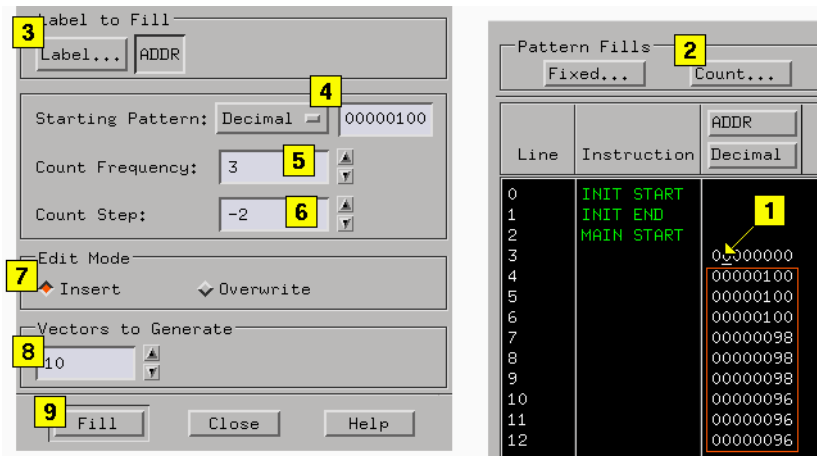 Label to Fill
3
Label... ADDR
4
Starting Pattern: Decimal 00000100
Count Frequency: 3 5
Count Step: -2 6
Edit Mode
7
Insert Overwrite
Vectors to Generate
8
10
9
Fill Close Help
Pattern Fills 2
Fixed... Count...
ADDR
Line Instruction Decimal
0 INIT START
1 INIT END 1
2 MAIN START
3 00000000
4 00000100
5 00000100
6 00000100
7 00000098
8 00000098
9 00000098
10 00000096
11 00000096
12 00000096